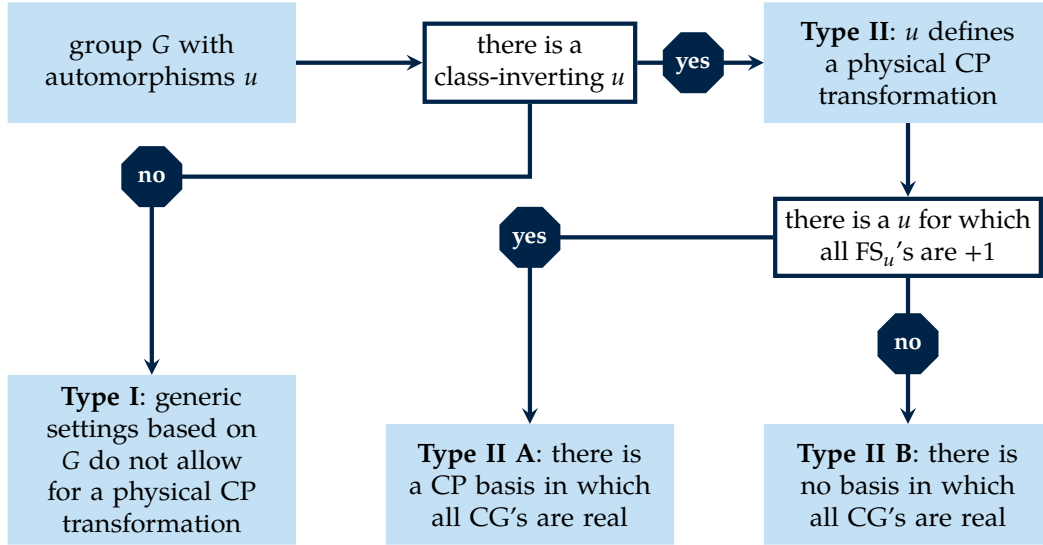 group G with
automorphisms u
there is a
class-inverting u
yes
Type II: u defines
a physical CP
transformation
no
yes
there is a u for which
all FSᵤ's are +1
no
Type I: generic
settings based on
G do not allow
for a physical CP
transformation
Type II A: there is
a CP basis in which
all CG's are real
Type II B: there is
no basis in which
all CG's are real